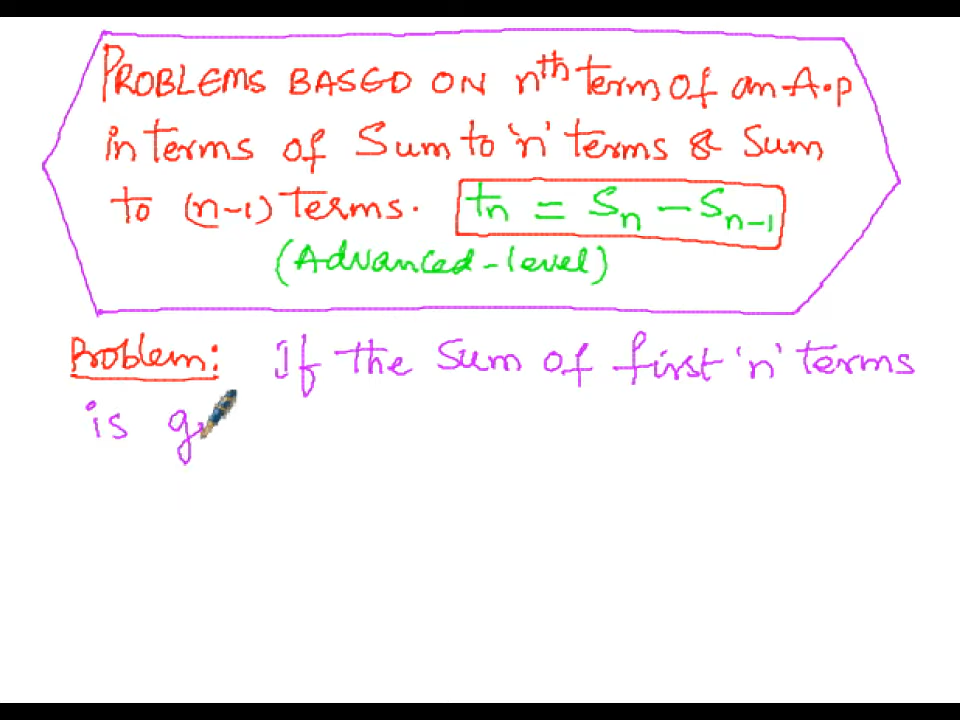 PROBLEMS BASED ON nth term of an A.p
in terms of Sum to 'n' terms & Sum
to (n-1) terms. tn = Sn - Sn-1
(Advanced-level)
Problem: If the sum of first 'n' terms
is g